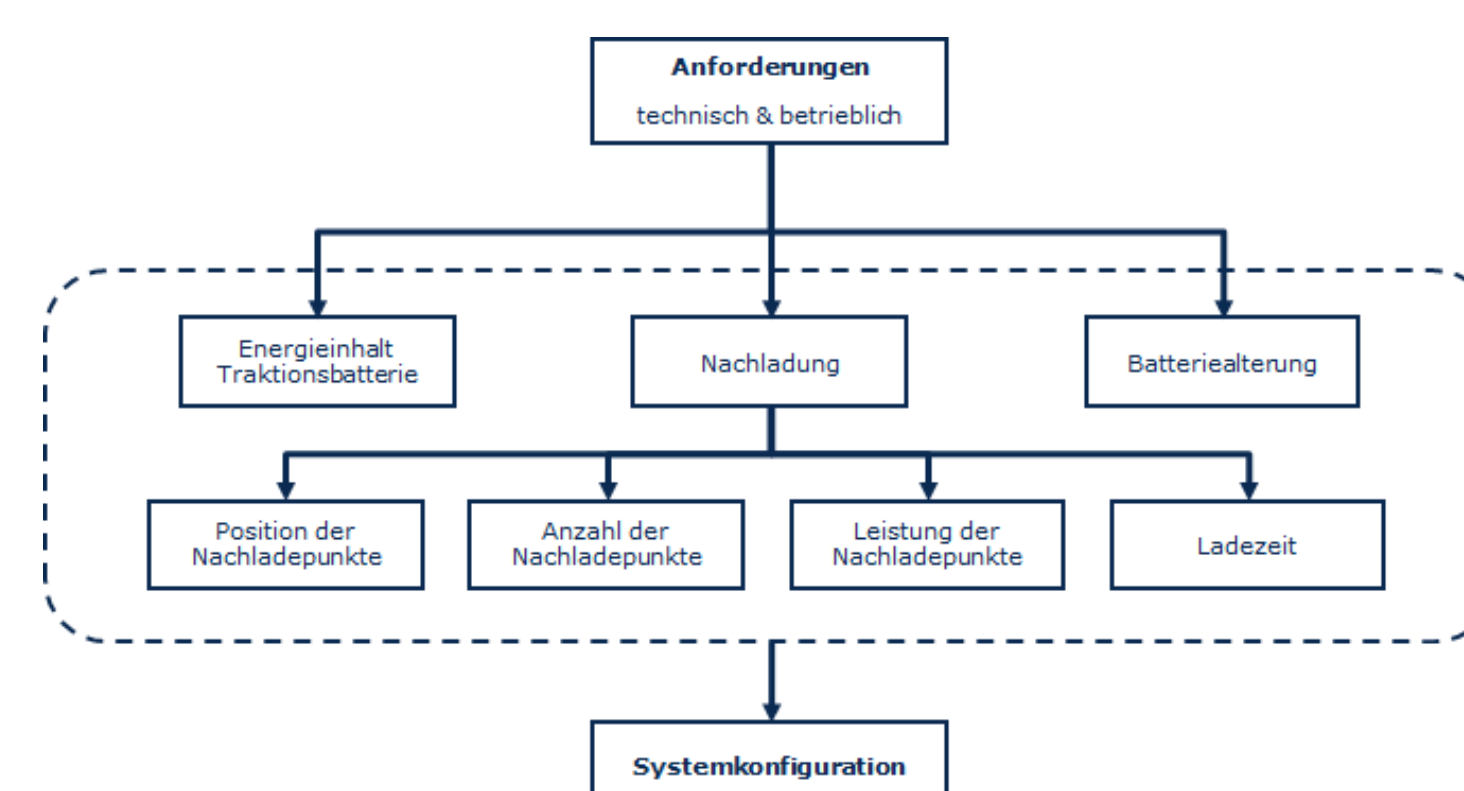 Anforderungen
technisch & betrieblich
Energieinhalt
Traktionsbatterie
Nachladung
Batteriealterung
Position der
Nachladepunkte
Anzahl der
Nachladepunkte
Leistung der
Nachladepunkte
Ladezeit
Systemkonfiguration